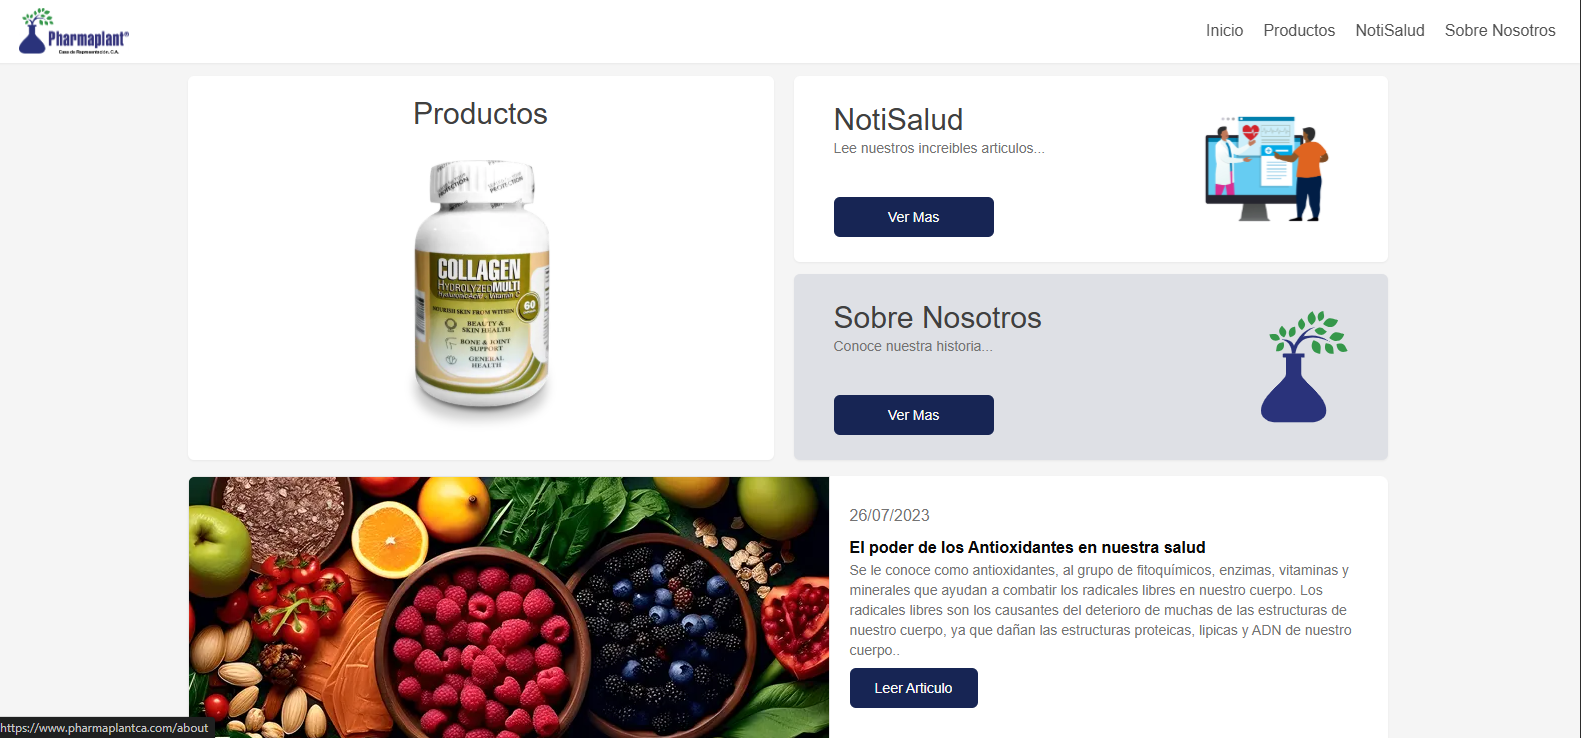 Pharmaplant®
Casa de Representación, C.A.
Inicio
Productos
NotiSalud
Sobre Nosotros
Productos
COLLAGEN
HYDROLYZED MULTI
Hyaluronic Acid - Vitamin C
NOURISH SKIN FROM WITHIN
60
BEAUTY &
SKIN HEALTH
BONE & JOINT
SUPPORT
GENERAL
HEALTH
NotiSalud
Lee nuestros increibles articulos...
Ver Mas
Sobre Nosotros
Conoce nuestra historia...
Ver Mas
26/07/2023
El poder de los Antioxidantes en nuestra salud
Se le conoce como antioxidantes, al grupo de fitoquímicos, enzimas, vitaminas y
minerales que ayudan a combatir los radicales libres en nuestro cuerpo. Los
radicales libres son los causantes del deterioro de muchas de las estructuras de
nuestro cuerpo, ya que dañan las estructuras proteicas, lipicas y ADN de nuestro
cuerpo..
Leer Articulo
https://www.pharmaplantca.com/about